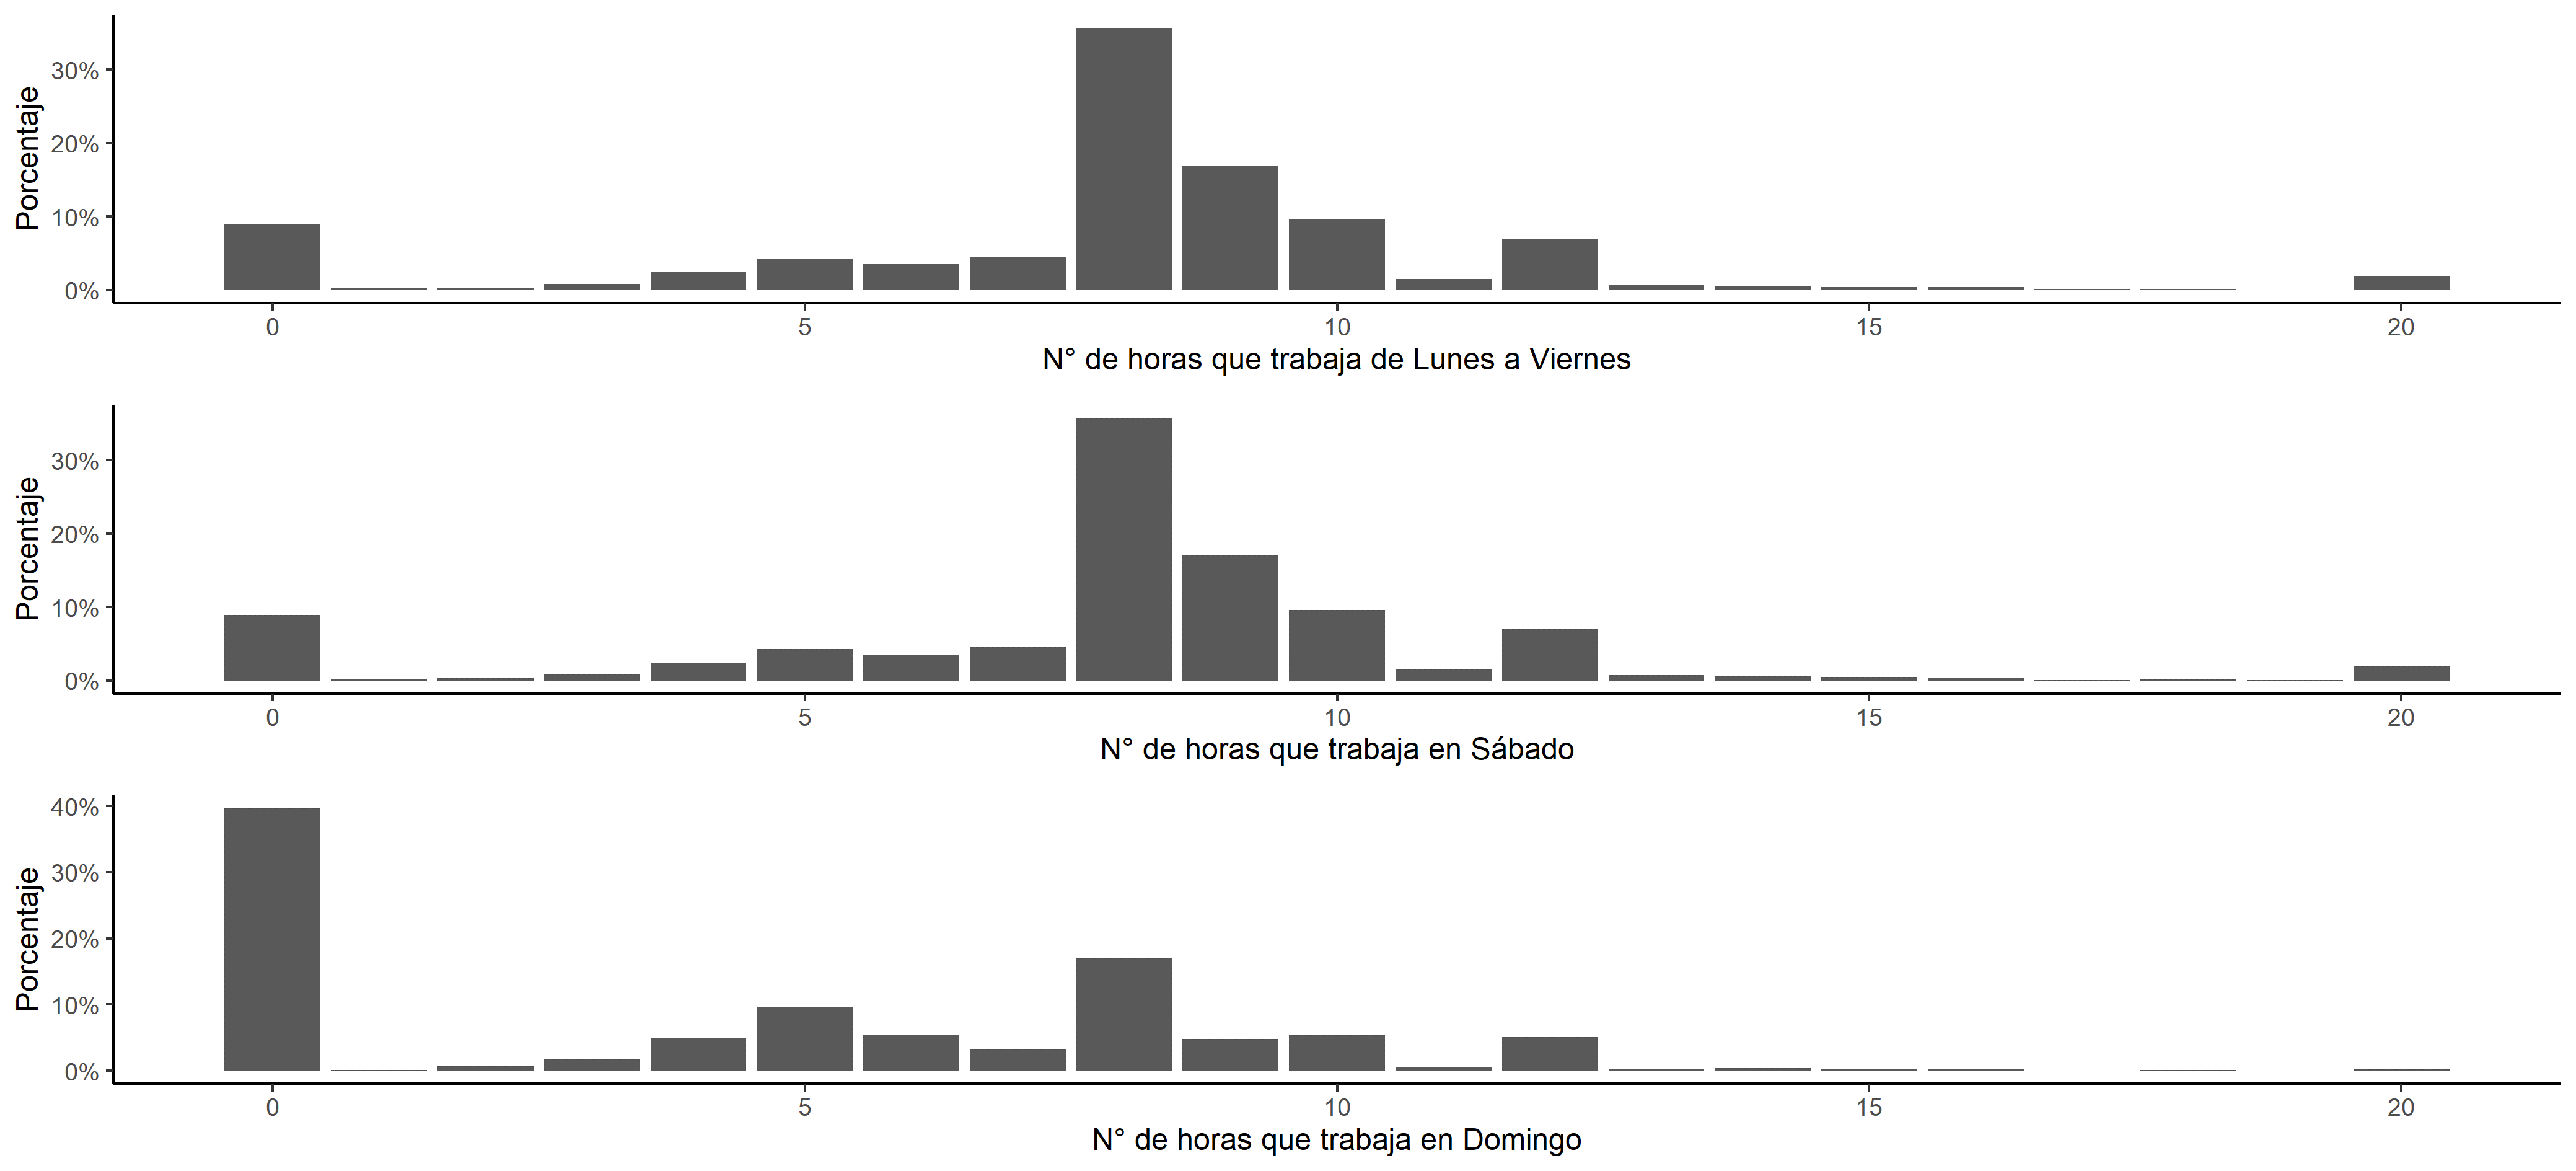 Porcentaje
30%
20%
10%
0%
0 5 10 15 20
N° de horas que trabaja de Lunes a Viernes
Porcentaje
30%
20%
10%
0%
0 5 10 15 20
N° de horas que trabaja en Sábado
Porcentaje
40%
30%
20%
10%
0%
0 5 10 15 20
N° de horas que trabaja en Domingo